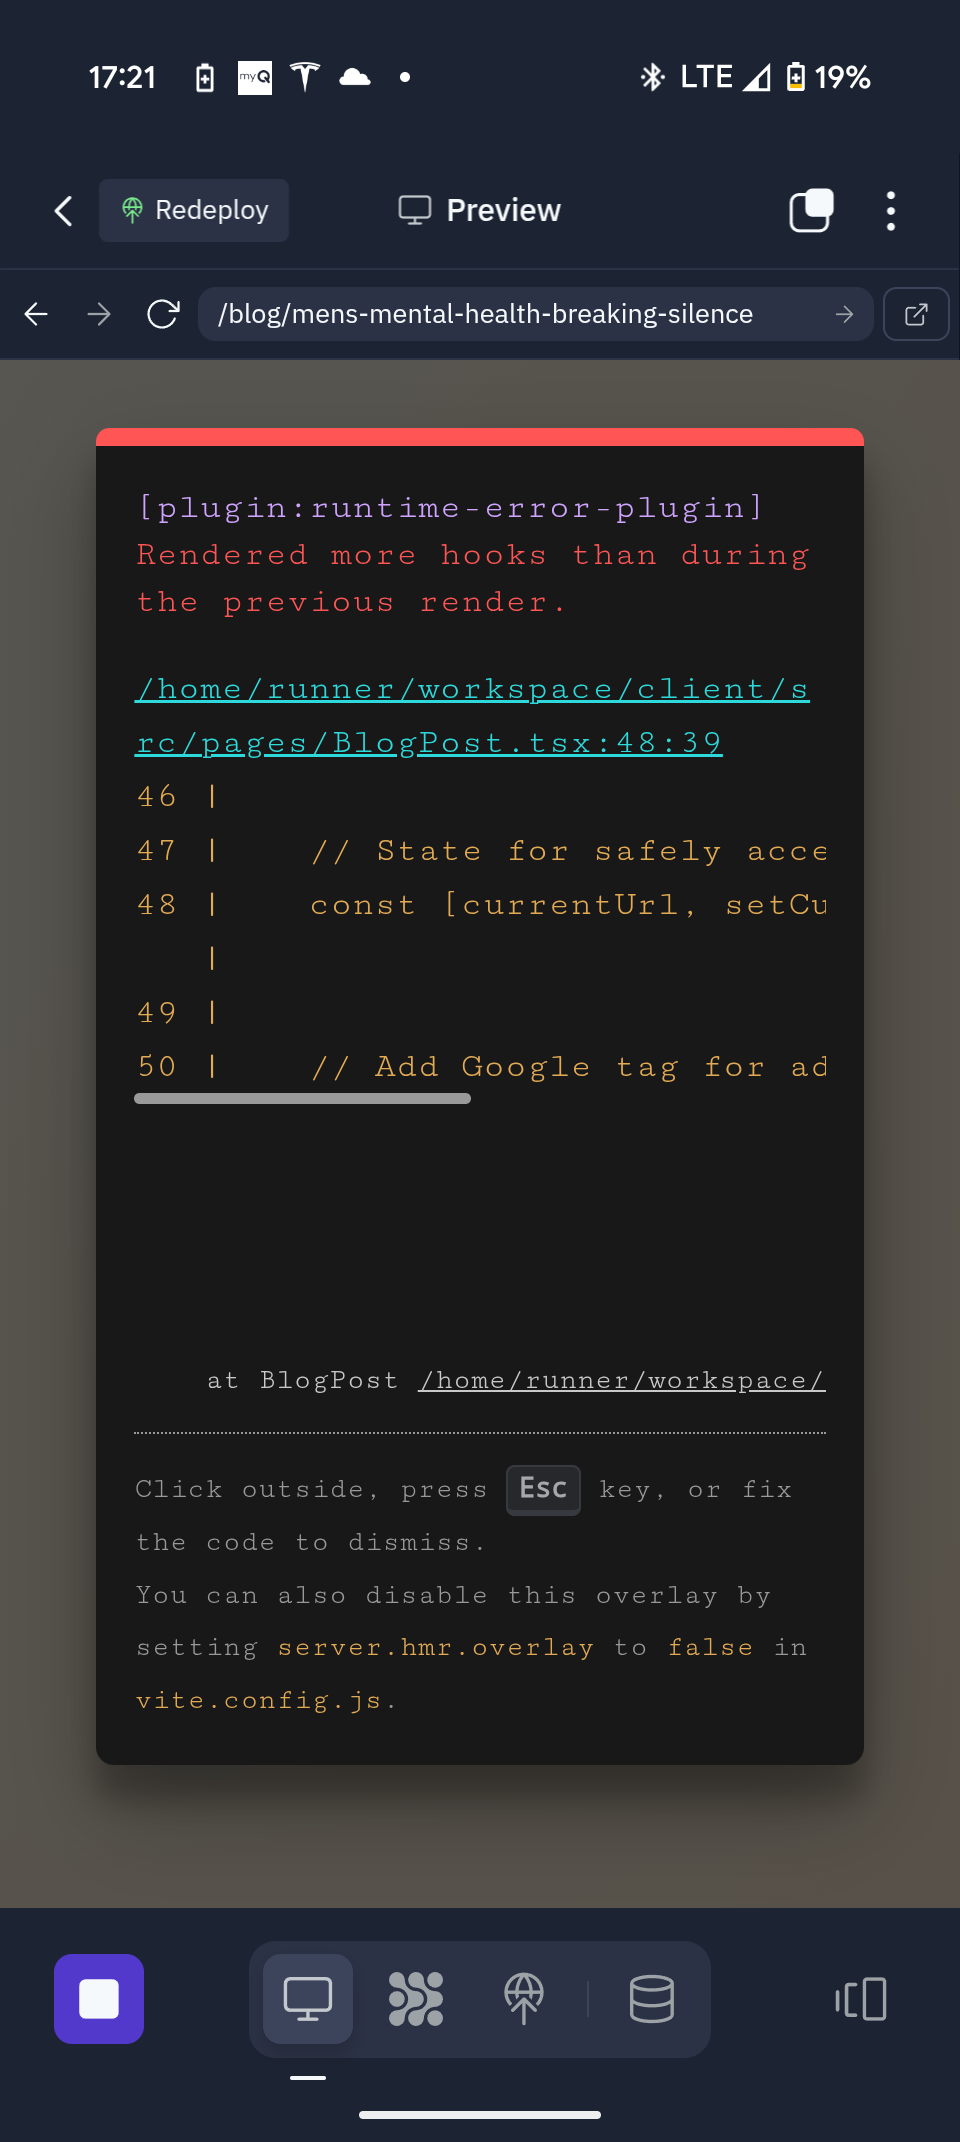 17:21 myQ LTE 19%
Redeploy Preview
/blog/mens-mental-health-breaking-silence
[plugin:runtime-error-plugin]
Rendered more hooks than during
the previous render.
/home/runner/workspace/client/s
rc/pages/BlogPost.tsx:48:39
46 |
47 | // State for safely acce
48 | const [currentUrl, setCu
|
49 |
50 | // Add Google tag for ad
at BlogPost /home/runner/workspace/
Click outside, press Esc key, or fix
the code to dismiss.
You can also disable this overlay by
setting server.hmr.overlay to false in
vite.config.js.